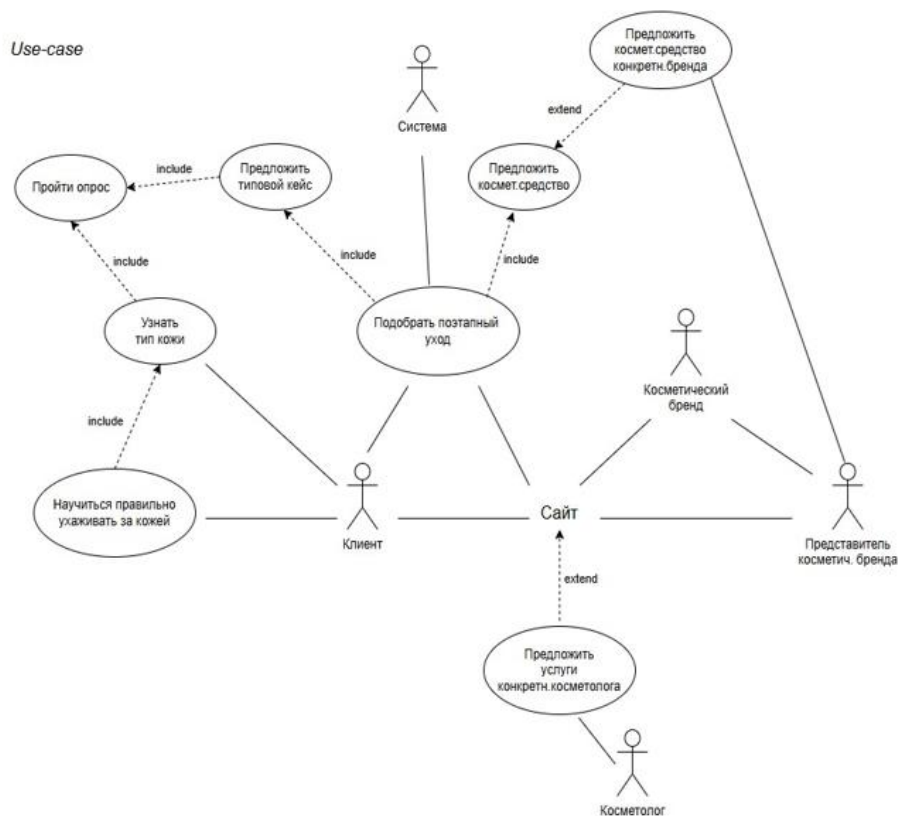 Use-case
Предложить
космет.средство
конкретн.бренда
extend
Система
Пройти опрос
include
Предложить
типовой кейс
Предложить
космет.средство
include
include
include
Узнать
тип кожи
Подобрать поэтапный
уход
Косметический
бренд
include
Научиться правильно
ухаживать за кожей
Клиент
Сайт
Представитель
косметич. бренда
extend
Предложить
услуги
конкретн.косметолога
Косметолог